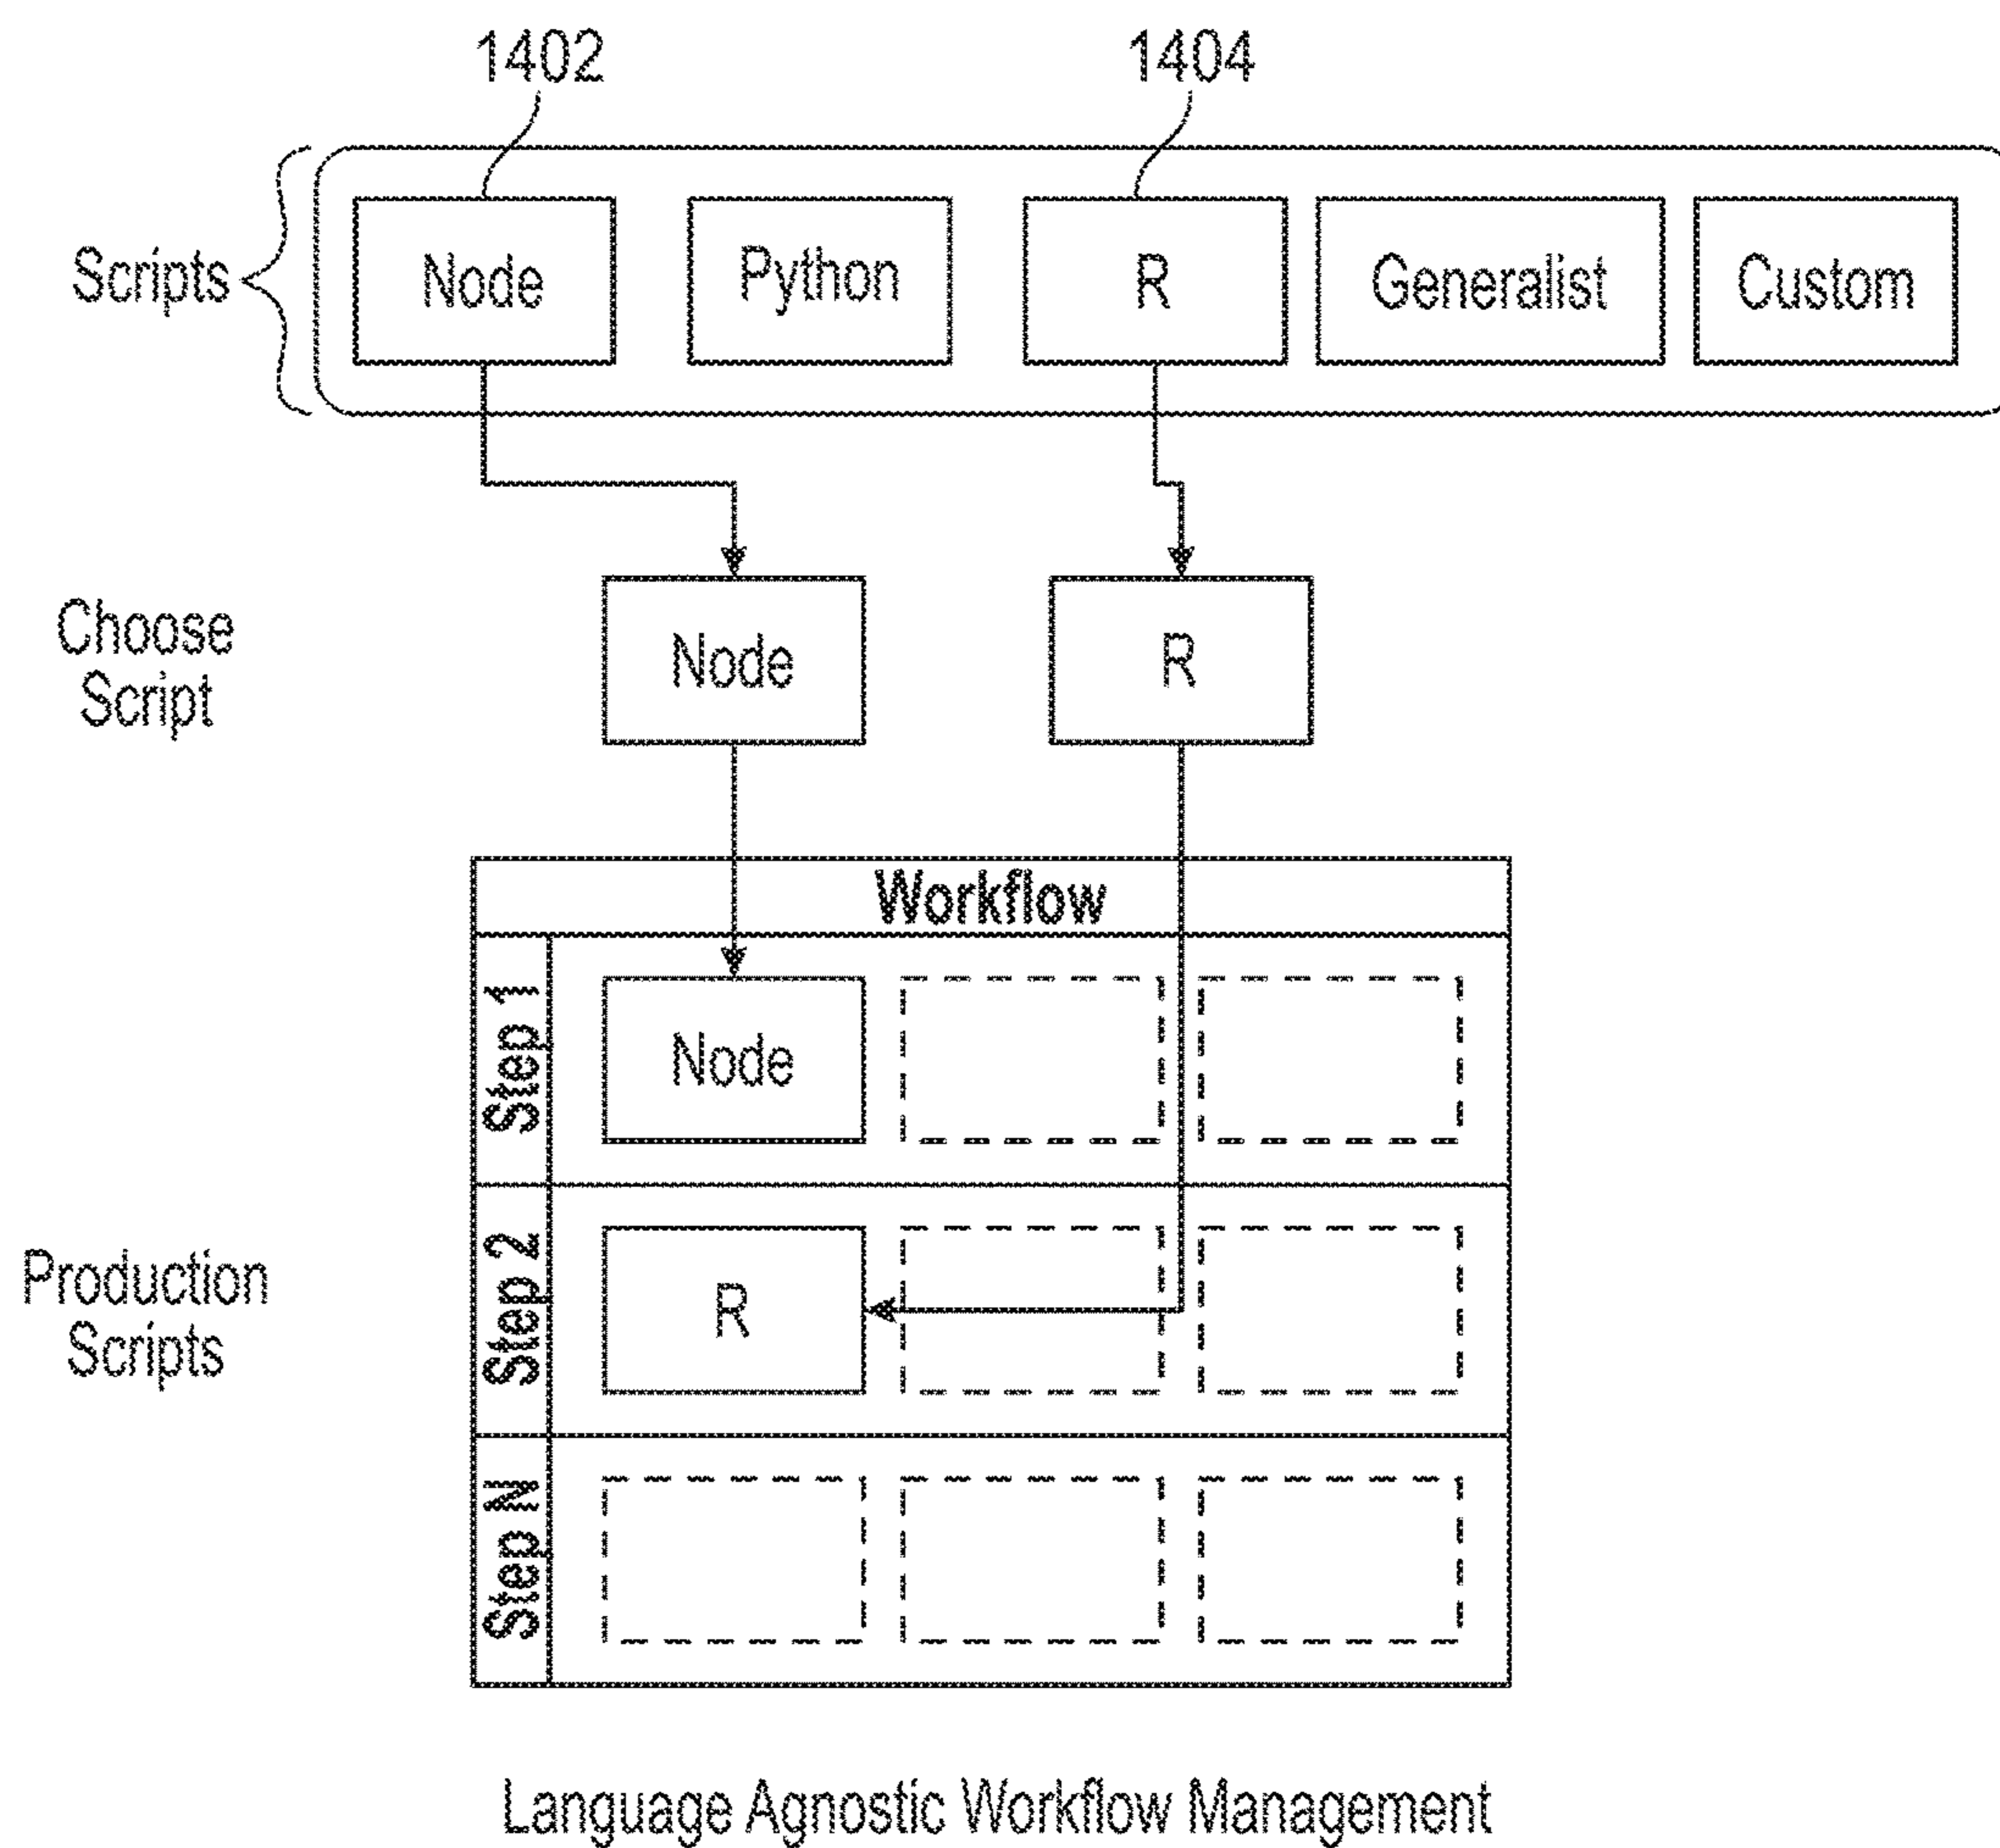 1402
1404
Scripts
Node
Python
R
Generalist
Custom
Choose
Script
Node
R
Workflow
Step 1
Node
Production
Scripts
Step 2
R
Step N
Language Agnostic Workflow Management